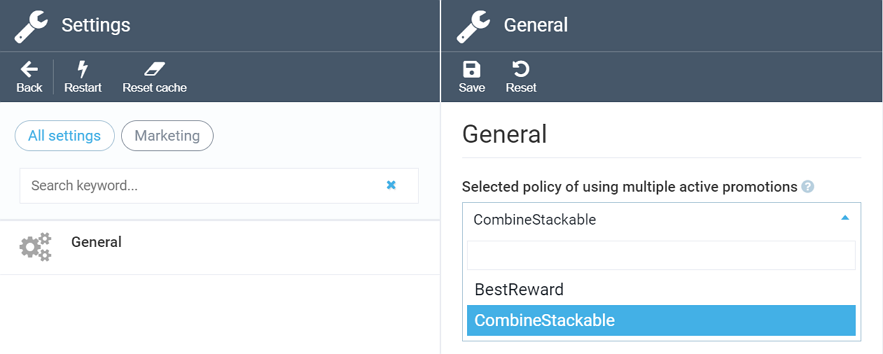 Settings
Back
Restart
Reset cache
All settings
Marketing
Search keyword...
General
General
Save
Reset
General
Selected policy of using multiple active promotions ?
CombineStackable
BestReward
CombineStackable